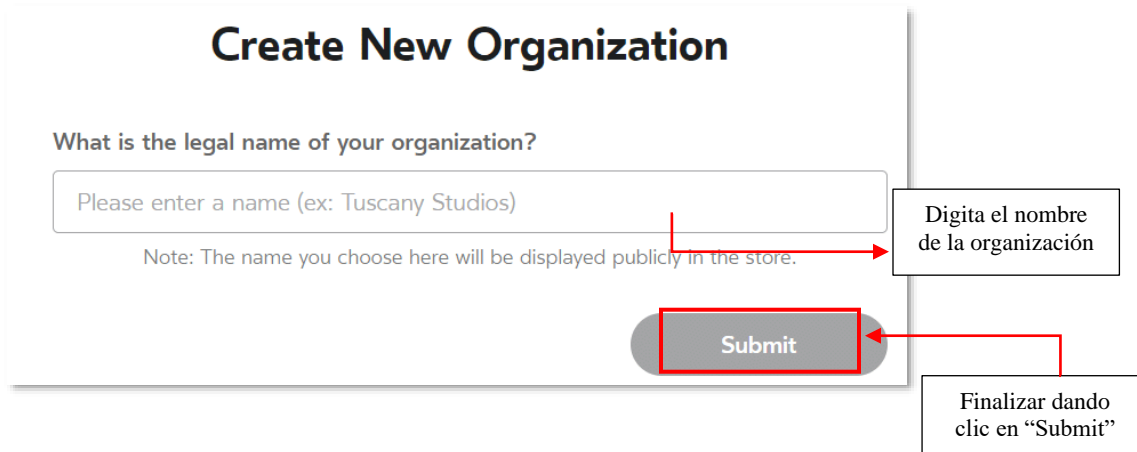 Create New Organization
What is the legal name of your organization?
Please enter a name (ex: Tuscany Studios)
Digita el nombre
de la organización
Note: The name you choose here will be displayed publicly in the store.
Submit
Finalizar dando
clic en “Submit”